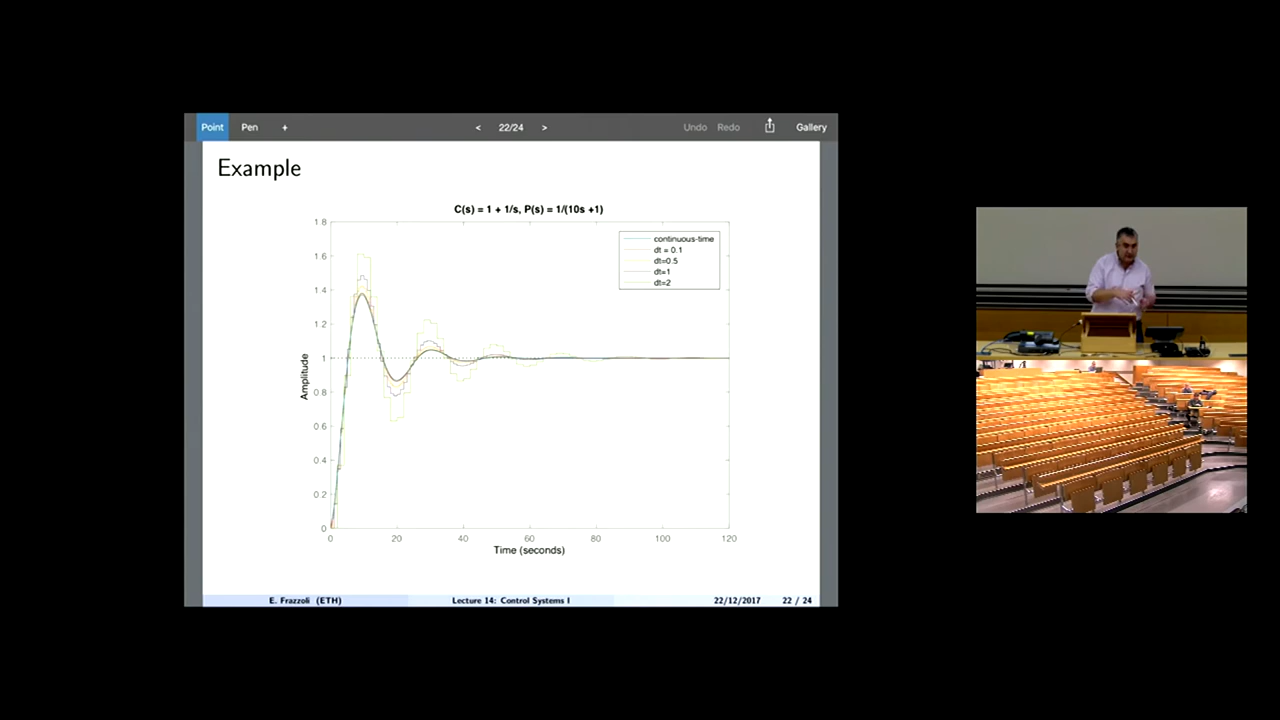 Point Pen + < 22/24 > Undo Redo Gallery
Example
C(s) = 1 + 1/s, P(s) = 1/(10s +1)
1.8
1.6
1.4
1.2
1
0.8
0.6
0.4
0.2
0
Amplitude
continuous-time
dt = 0.1
dt=0.5
dt=1
dt=2
0 20 40 60 80 100 120
Time (seconds)
E. Frazzoli (ETH) Lecture 14: Control Systems I 22/12/2017 22 / 24